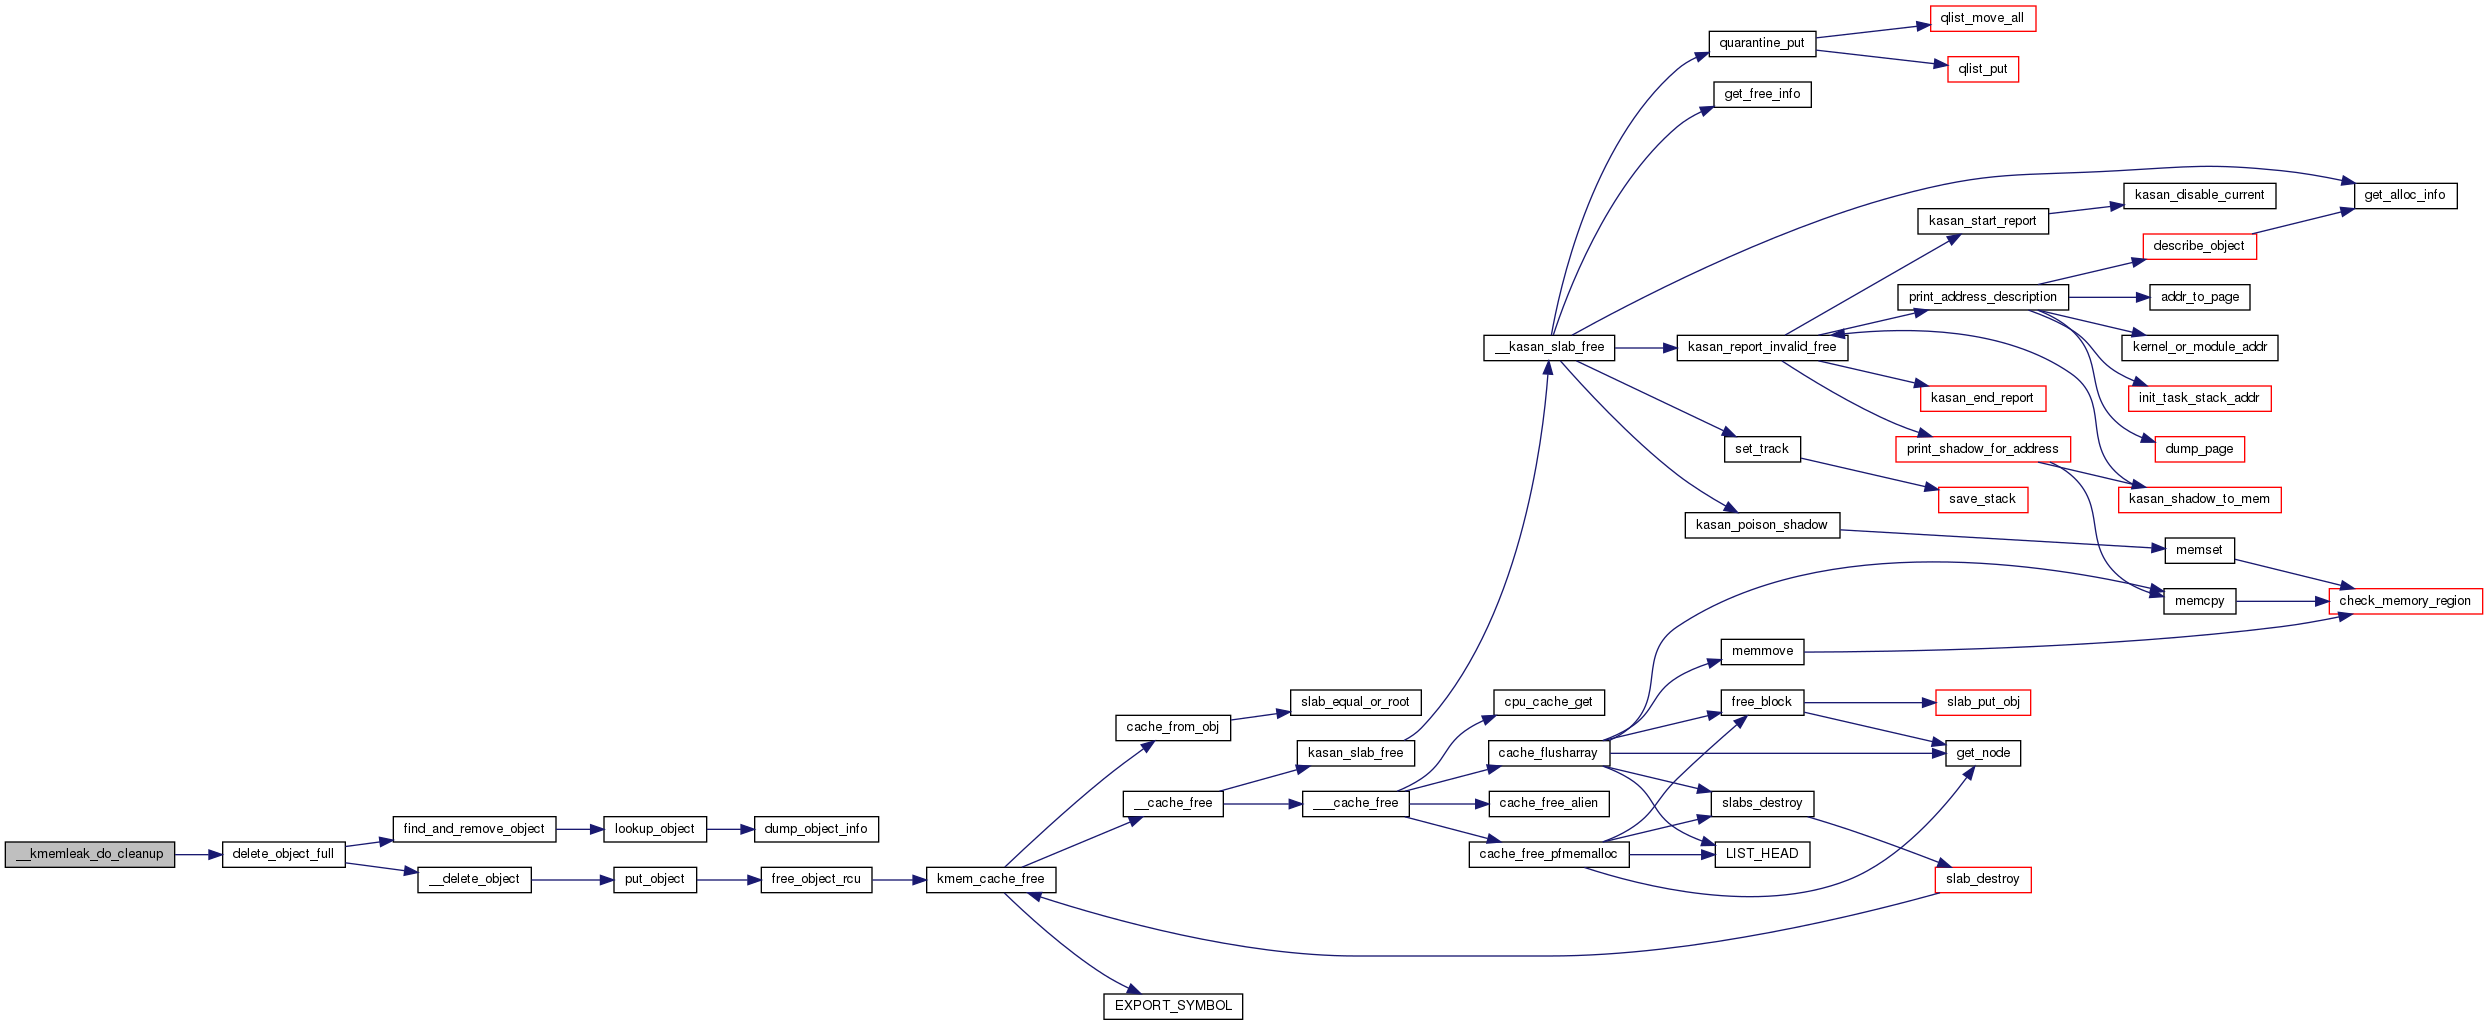 qlist_move_all
quarantine_put
qlist_put
get_free_info
kasan_disable_current
get_alloc_info
kasan_start_report
describe_object
print_address_description
addr_to_page
__kasan_slab_free
kasan_report_invalid_free
kernel_or_module_addr
kasan_end_report
init_task_stack_addr
set_track
print_shadow_for_address
dump_page
save_stack
kasan_shadow_to_mem
kasan_poison_shadow
memset
memcpy
check_memory_region
memmove
slab_equal_or_root
cpu_cache_get
free_block
slab_put_obj
cache_from_obj
kasan_slab_free
cache_flusharray
get_node
__cache_free
___cache_free
cache_free_alien
slabs_destroy
find_and_remove_object
lookup_object
dump_object_info
__kmemleak_do_cleanup
delete_object_full
cache_free_pfmemalloc
LIST_HEAD
__delete_object
put_object
free_object_rcu
kmem_cache_free
slab_destroy
EXPORT_SYMBOL